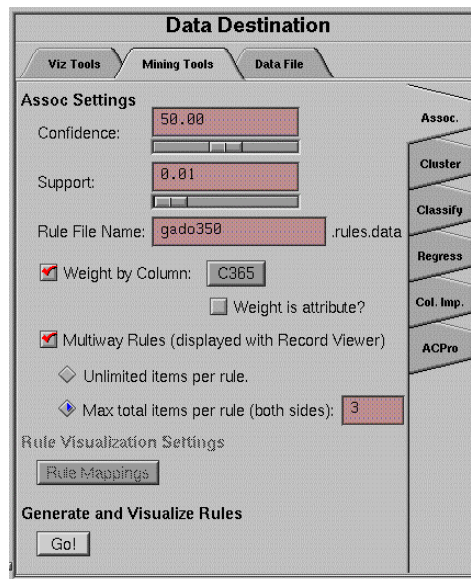 Data Destination
Viz Tools Mining Tools Data File
Assoc Settings
Confidence: 50.00
Support: 0.01
Rule File Name: gado350 .rules.data
Weight by Column: C365
Weight is attribute?
Multiway Rules (displayed with Record Viewer)
Unlimited items per rule.
Max total items per rule (both sides): 3
Rule Visualization Settings
Rule Mappings
Generate and Visualize Rules
Go!
Assoc.
Cluster
Classify
Regress
Col. Imp.
ACPro